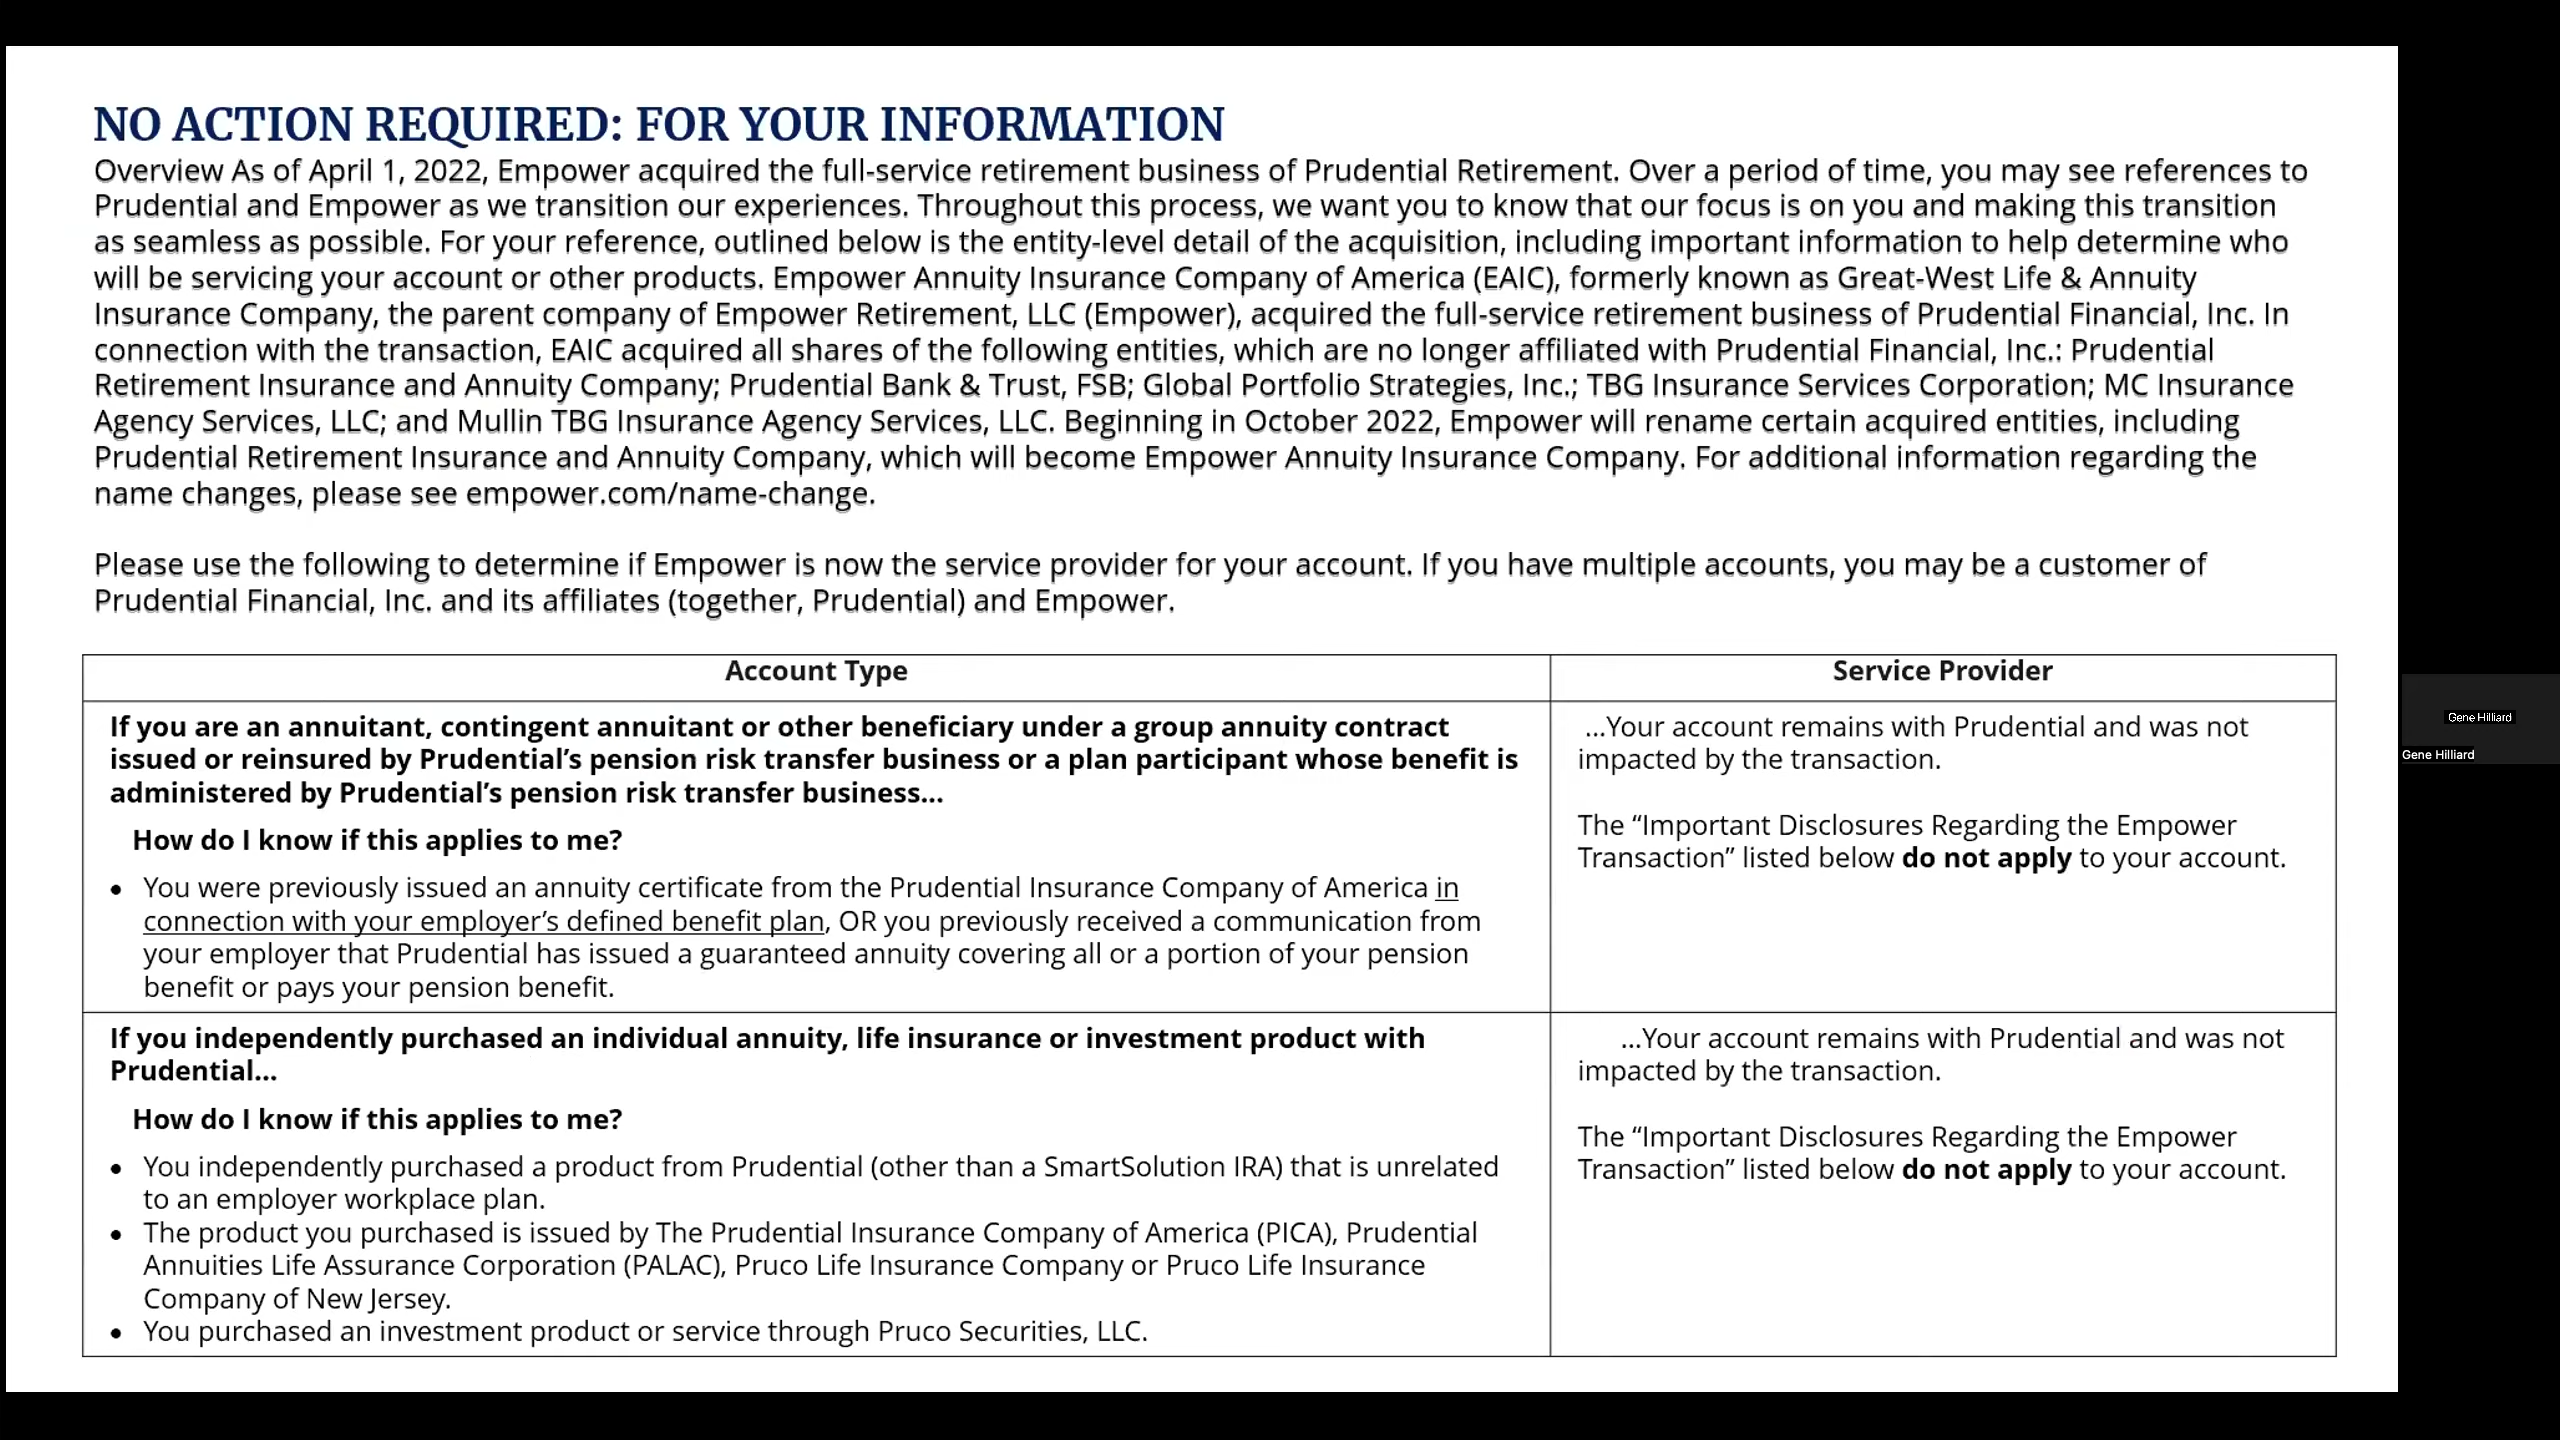 NO ACTION REQUIRED: FOR YOUR INFORMATION
Overview As of April 1, 2022, Empower acquired the full-service retirement business of Prudential Retirement. Over a period of time, you may see references to
Prudential and Empower as we transition our experiences. Throughout this process, we want you to know that our focus is on you and making this transition
as seamless as possible. For your reference, outlined below is the entity-level detail of the acquisition, including important information to help determine who
will be servicing your account or other products. Empower Annuity Insurance Company of America (EAIC), formerly known as Great-West Life & Annuity
Insurance Company, the parent company of Empower Retirement, LLC (Empower), acquired the full-service retirement business of Prudential Financial, Inc. In
connection with the transaction, EAIC acquired all shares of the following entities, which are no longer affiliated with Prudential Financial, Inc.: Prudential
Retirement Insurance and Annuity Company; Prudential Bank & Trust, FSB; Global Portfolio Strategies, Inc.; TBG Insurance Services Corporation; MC Insurance
Agency Services, LLC; and Mullin TBG Insurance Agency Services, LLC. Beginning in October 2022, Empower will rename certain acquired entities, including
Prudential Retirement Insurance and Annuity Company, which will become Empower Annuity Insurance Company. For additional information regarding the
name changes, please see empower.com/name-change.
Please use the following to determine if Empower is now the service provider for your account. If you have multiple accounts, you may be a customer of
Prudential Financial, Inc. and its affiliates (together, Prudential) and Empower.
Account Type
Service Provider
If you are an annuitant, contingent annuitant or other beneficiary under a group annuity contract
issued or reinsured by Prudential’s pension risk transfer business or a plan participant whose benefit is
administered by Prudential’s pension risk transfer business...
How do I know if this applies to me?
• You were previously issued an annuity certificate from the Prudential Insurance Company of America in
connection with your employer’s defined benefit plan, OR you previously received a communication from
your employer that Prudential has issued a guaranteed annuity covering all or a portion of your pension
benefit or pays your pension benefit.
...Your account remains with Prudential and was not
impacted by the transaction.
The “Important Disclosures Regarding the Empower
Transaction” listed below do not apply to your account.
If you independently purchased an individual annuity, life insurance or investment product with
Prudential...
How do I know if this applies to me?
• You independently purchased a product from Prudential (other than a SmartSolution IRA) that is unrelated
to an employer workplace plan.
• The product you purchased is issued by The Prudential Insurance Company of America (PICA), Prudential
Annuities Life Assurance Corporation (PALAC), Pruco Life Insurance Company or Pruco Life Insurance
Company of New Jersey.
• You purchased an investment product or service through Pruco Securities, LLC.
...Your account remains with Prudential and was not
impacted by the transaction.
The “Important Disclosures Regarding the Empower
Transaction” listed below do not apply to your account.
Gene Hilliard
Gene Hilliard